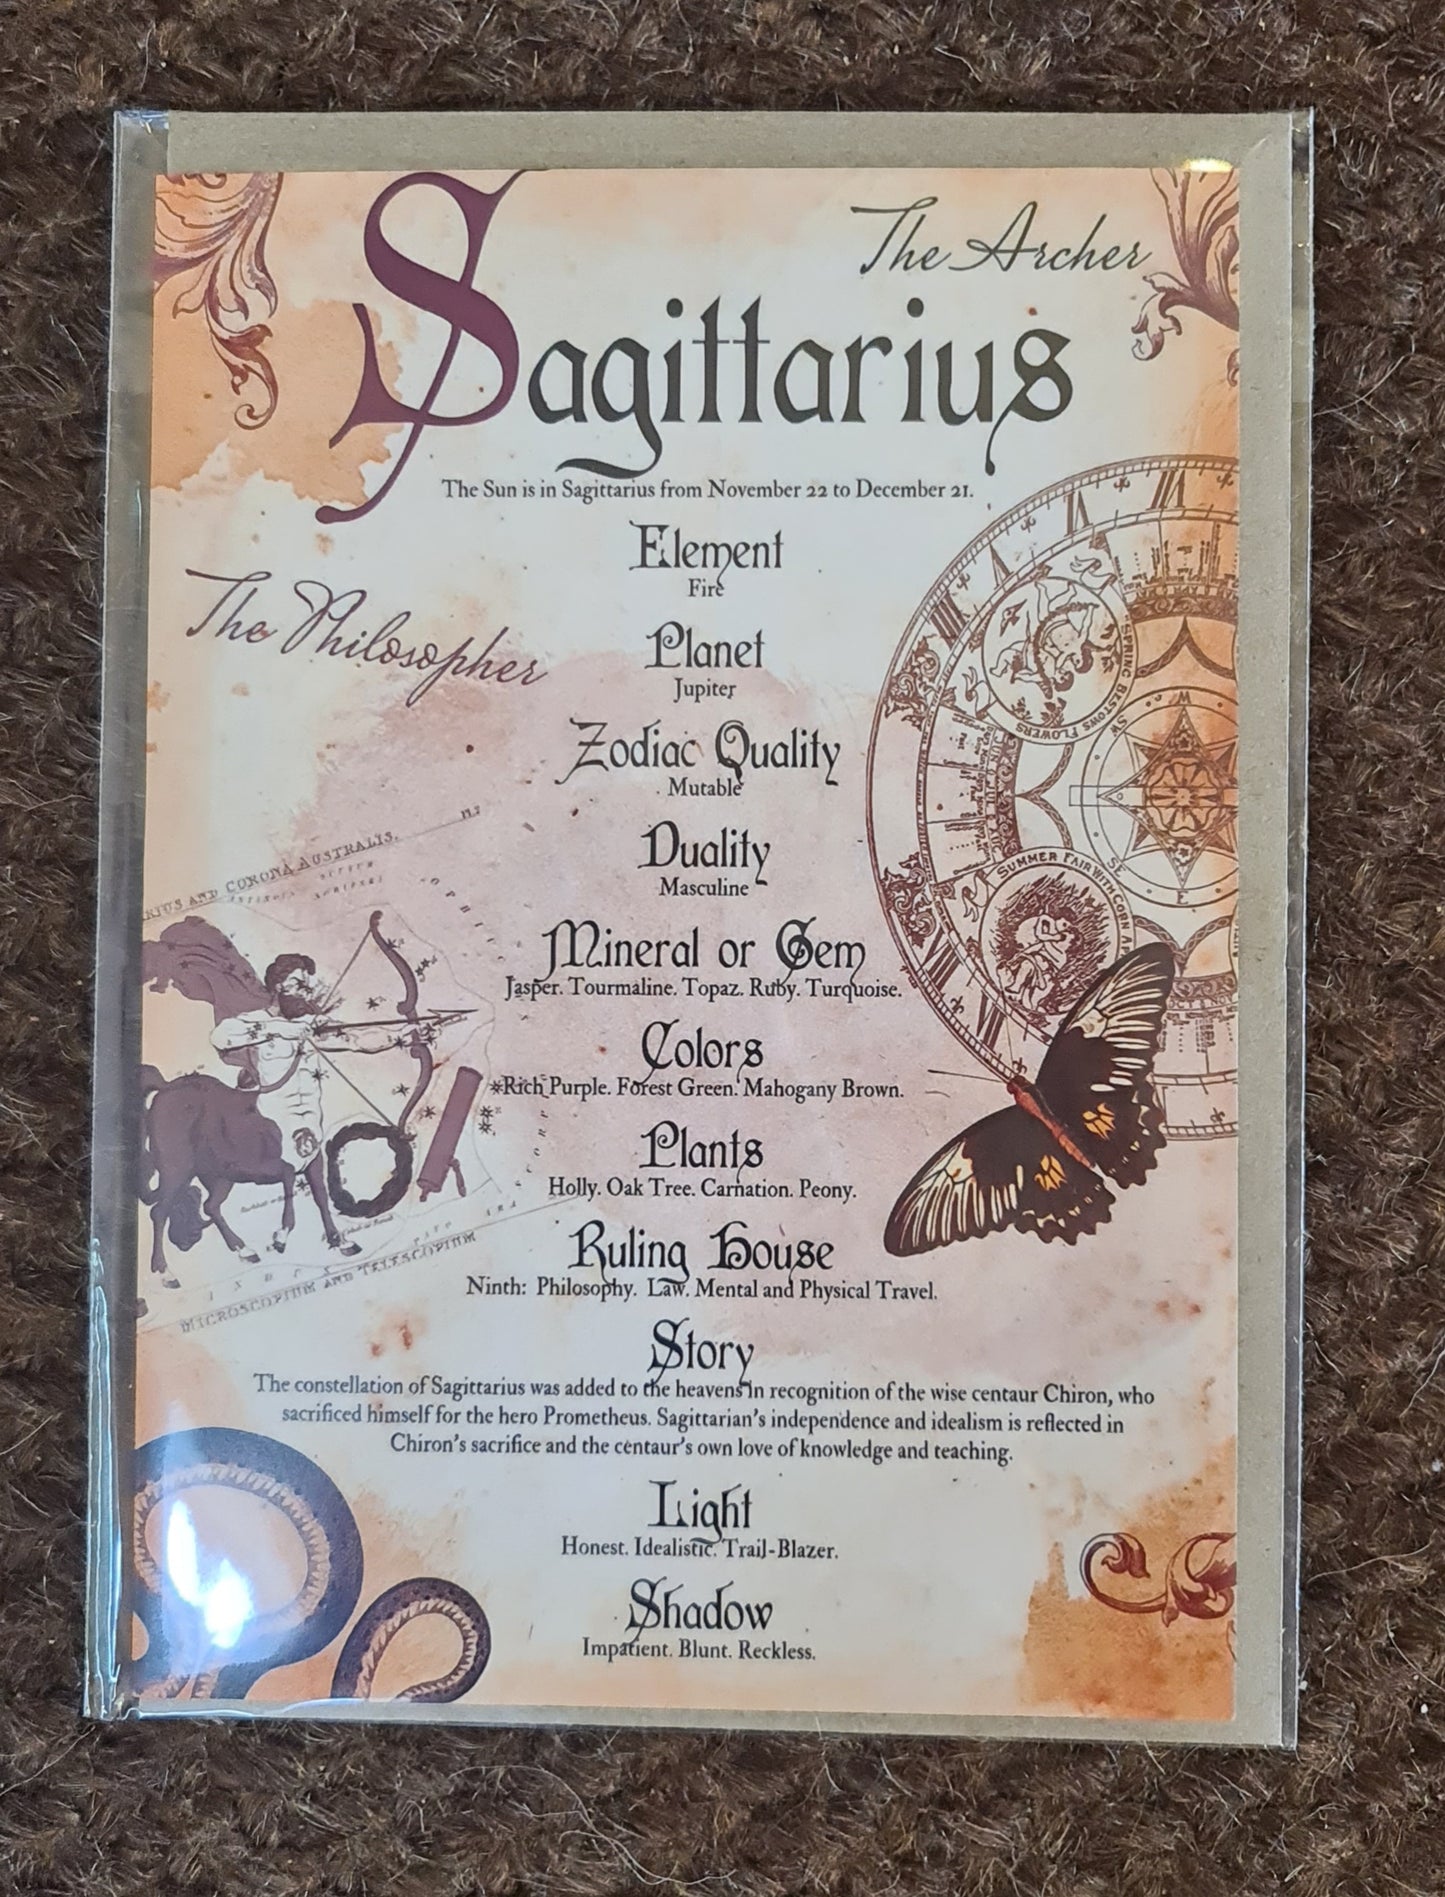 The Archer
Sagittarius
The Sun is in Sagittarius from November 22 to December 21.
Element
Fire
The Philosopher
Planet
Jupiter
Zodiac Quality
Mutable
Duality
Masculine
Mineral or Gem
Jasper. Tourmaline. Topaz. Ruby. Turquoise.
Colors
Rich Purple. Forest Green. Mahogany Brown.
Plants
Holly. Oak Tree. Carnation. Peony.
Ruling House
Ninth: Philosophy. Law. Mental and Physical Travel.
Story
The constellation of Sagittarius was added to the heavens in recognition of the wise centaur Chiron, who
sacrificed himself for the hero Prometheus. Sagittarian's independence and idealism is reflected in
Chiron's sacrifice and the centaur's own love of knowledge and teaching.
Light
Honest. Idealistic. Trail-Blazer.
Shadow
Impatient. Blunt. Reckless.
AND CORONA AUSTRALIS.
MICROSCOPIUM AND TELESCOPIUM
SPRING BESTOWS FLOWERS
SUMMER FAIR WITH CORN
W
SW
SE
E